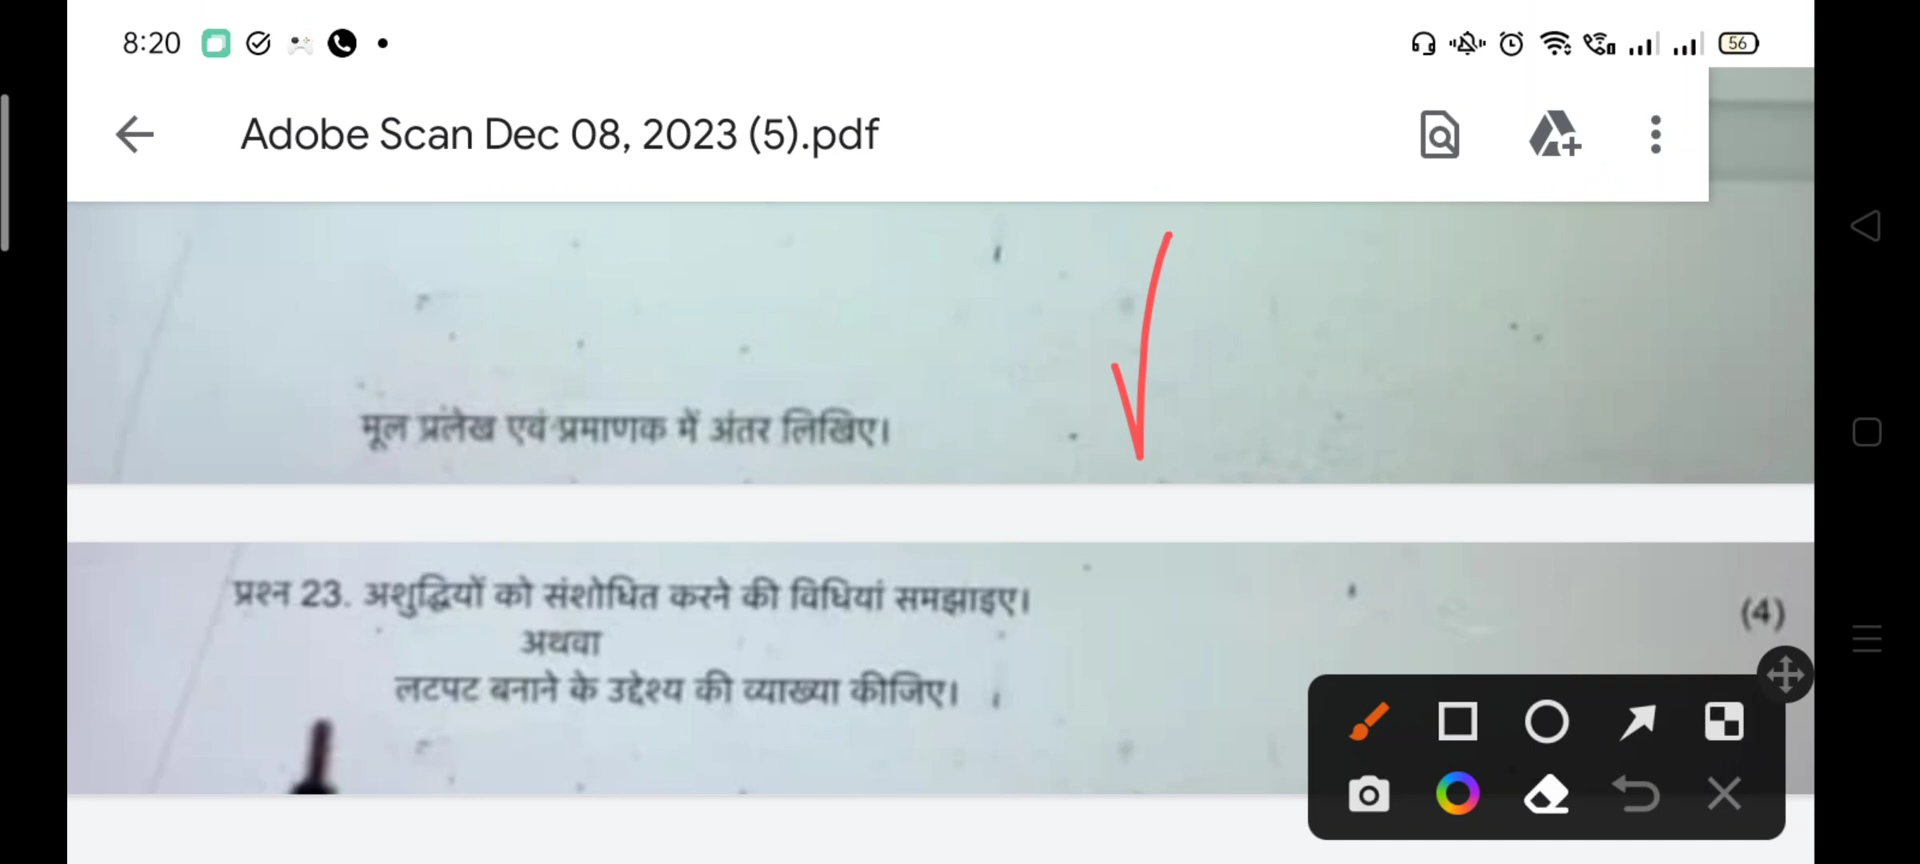 8:20
56
Adobe Scan Dec 08, 2023 (5).pdf
मूल प्रलेख एवं प्रमाणक में अंतर लिखिए।
प्रश्न 23. अशुद्धियों को संशोधित करने की विधियां समझाइए।
(4)
अथवा
लटपट बनाने के उद्देश्य की व्याख्या कीजिए।